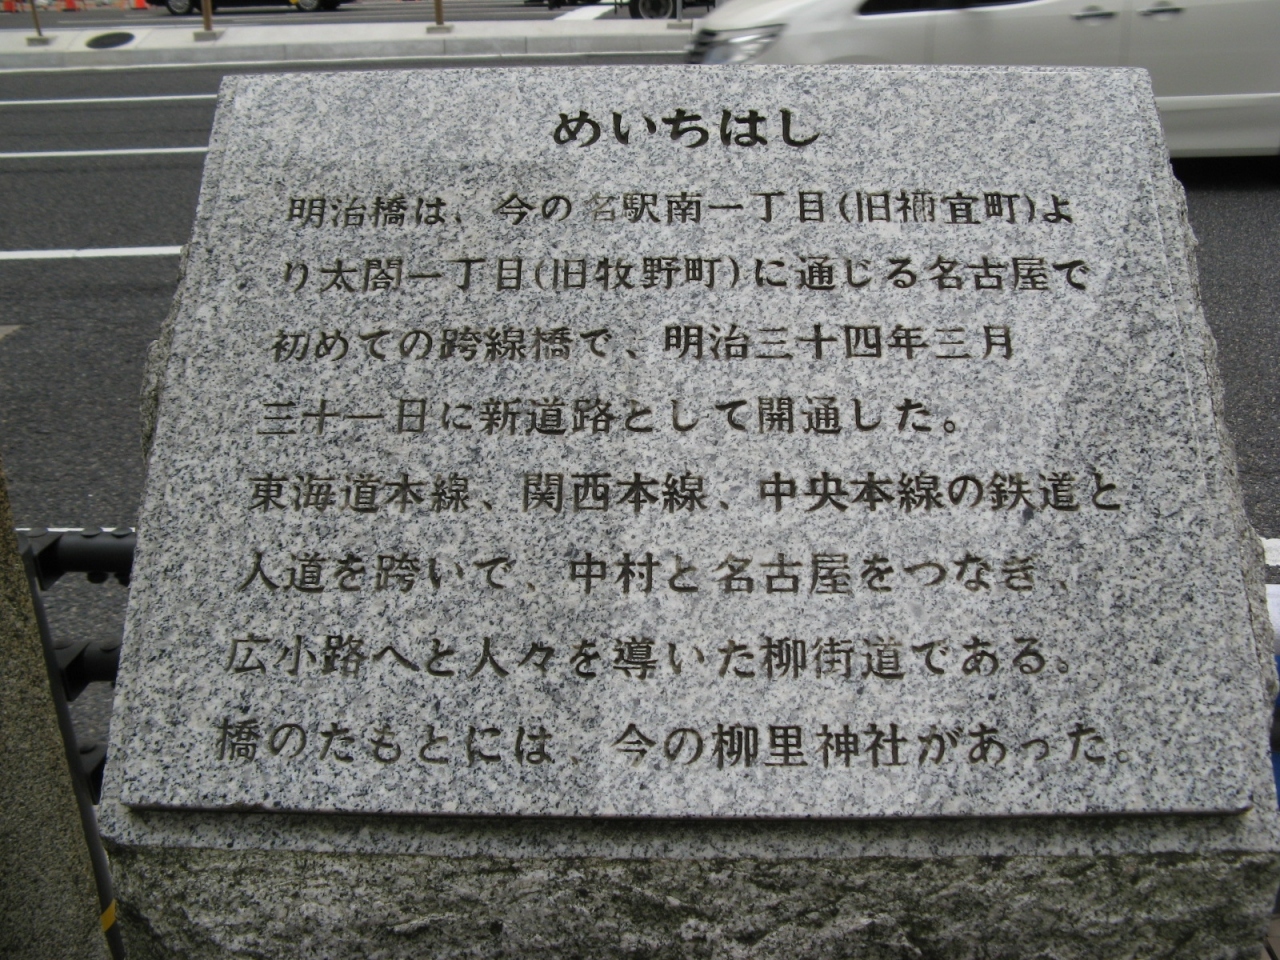 めいちはし
明治橋は、今の名駅南一丁目(旧禰宜町)よ
り太閤一丁目(旧牧野町)に通じる名古屋で
初めての跨線橋で、明治三十四年三月
三十一日に新道路として開通した。
東海道本線、関西本線、中央本線の鉄道と
人道を跨いで、中村と名古屋をつなぎ、
広小路へと人々を導いた柳街道である。
橋のたもとには、今の柳里神社があった。